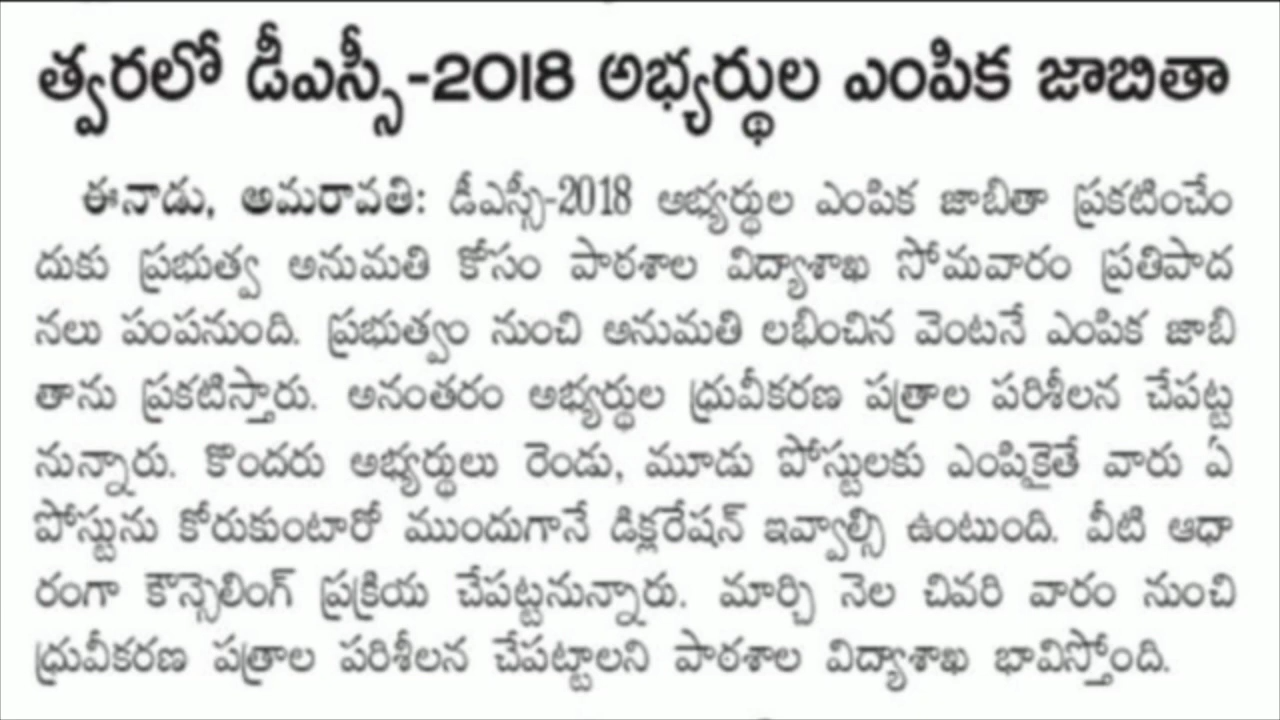 త్వరలో డీఎస్సీ-2018 అభ్యర్థుల ఎంపిక జాబితా
ఈనాడు, అమరావతి: డీఎస్సీ-2018 అభ్యర్థుల ఎంపిక జాబితా ప్రకటించేం
దుకు ప్రభుత్వ అనుమతి కోసం పాఠశాల విద్యాశాఖ సోమవారం ప్రతిపాద
నలు పంపనుంది. ప్రభుత్వం నుంచి అనుమతి లభించిన వెంటనే ఎంపిక జాబి
తాను ప్రకటిస్తారు. అనంతరం అభ్యర్థుల ధ్రువీకరణ పత్రాల పరిశీలన చేపట్ట
నున్నారు. కొందరు అభ్యర్థులు రెండు, మూడు పోస్టులకు ఎంపికైతే వారు ఏ
పోస్టును కోరుకుంటారో ముందుగానే డిక్లరేషన్ ఇవ్వాల్సి ఉంటుంది. వీటి ఆధా
రంగా కౌన్సెలింగ్ ప్రక్రియ చేపట్టనున్నారు. మార్చి నెల చివరి వారం నుంచి
ధ్రువీకరణ పత్రాల పరిశీలన చేపట్టాలని పాఠశాల విద్యాశాఖ భావిస్తోంది.